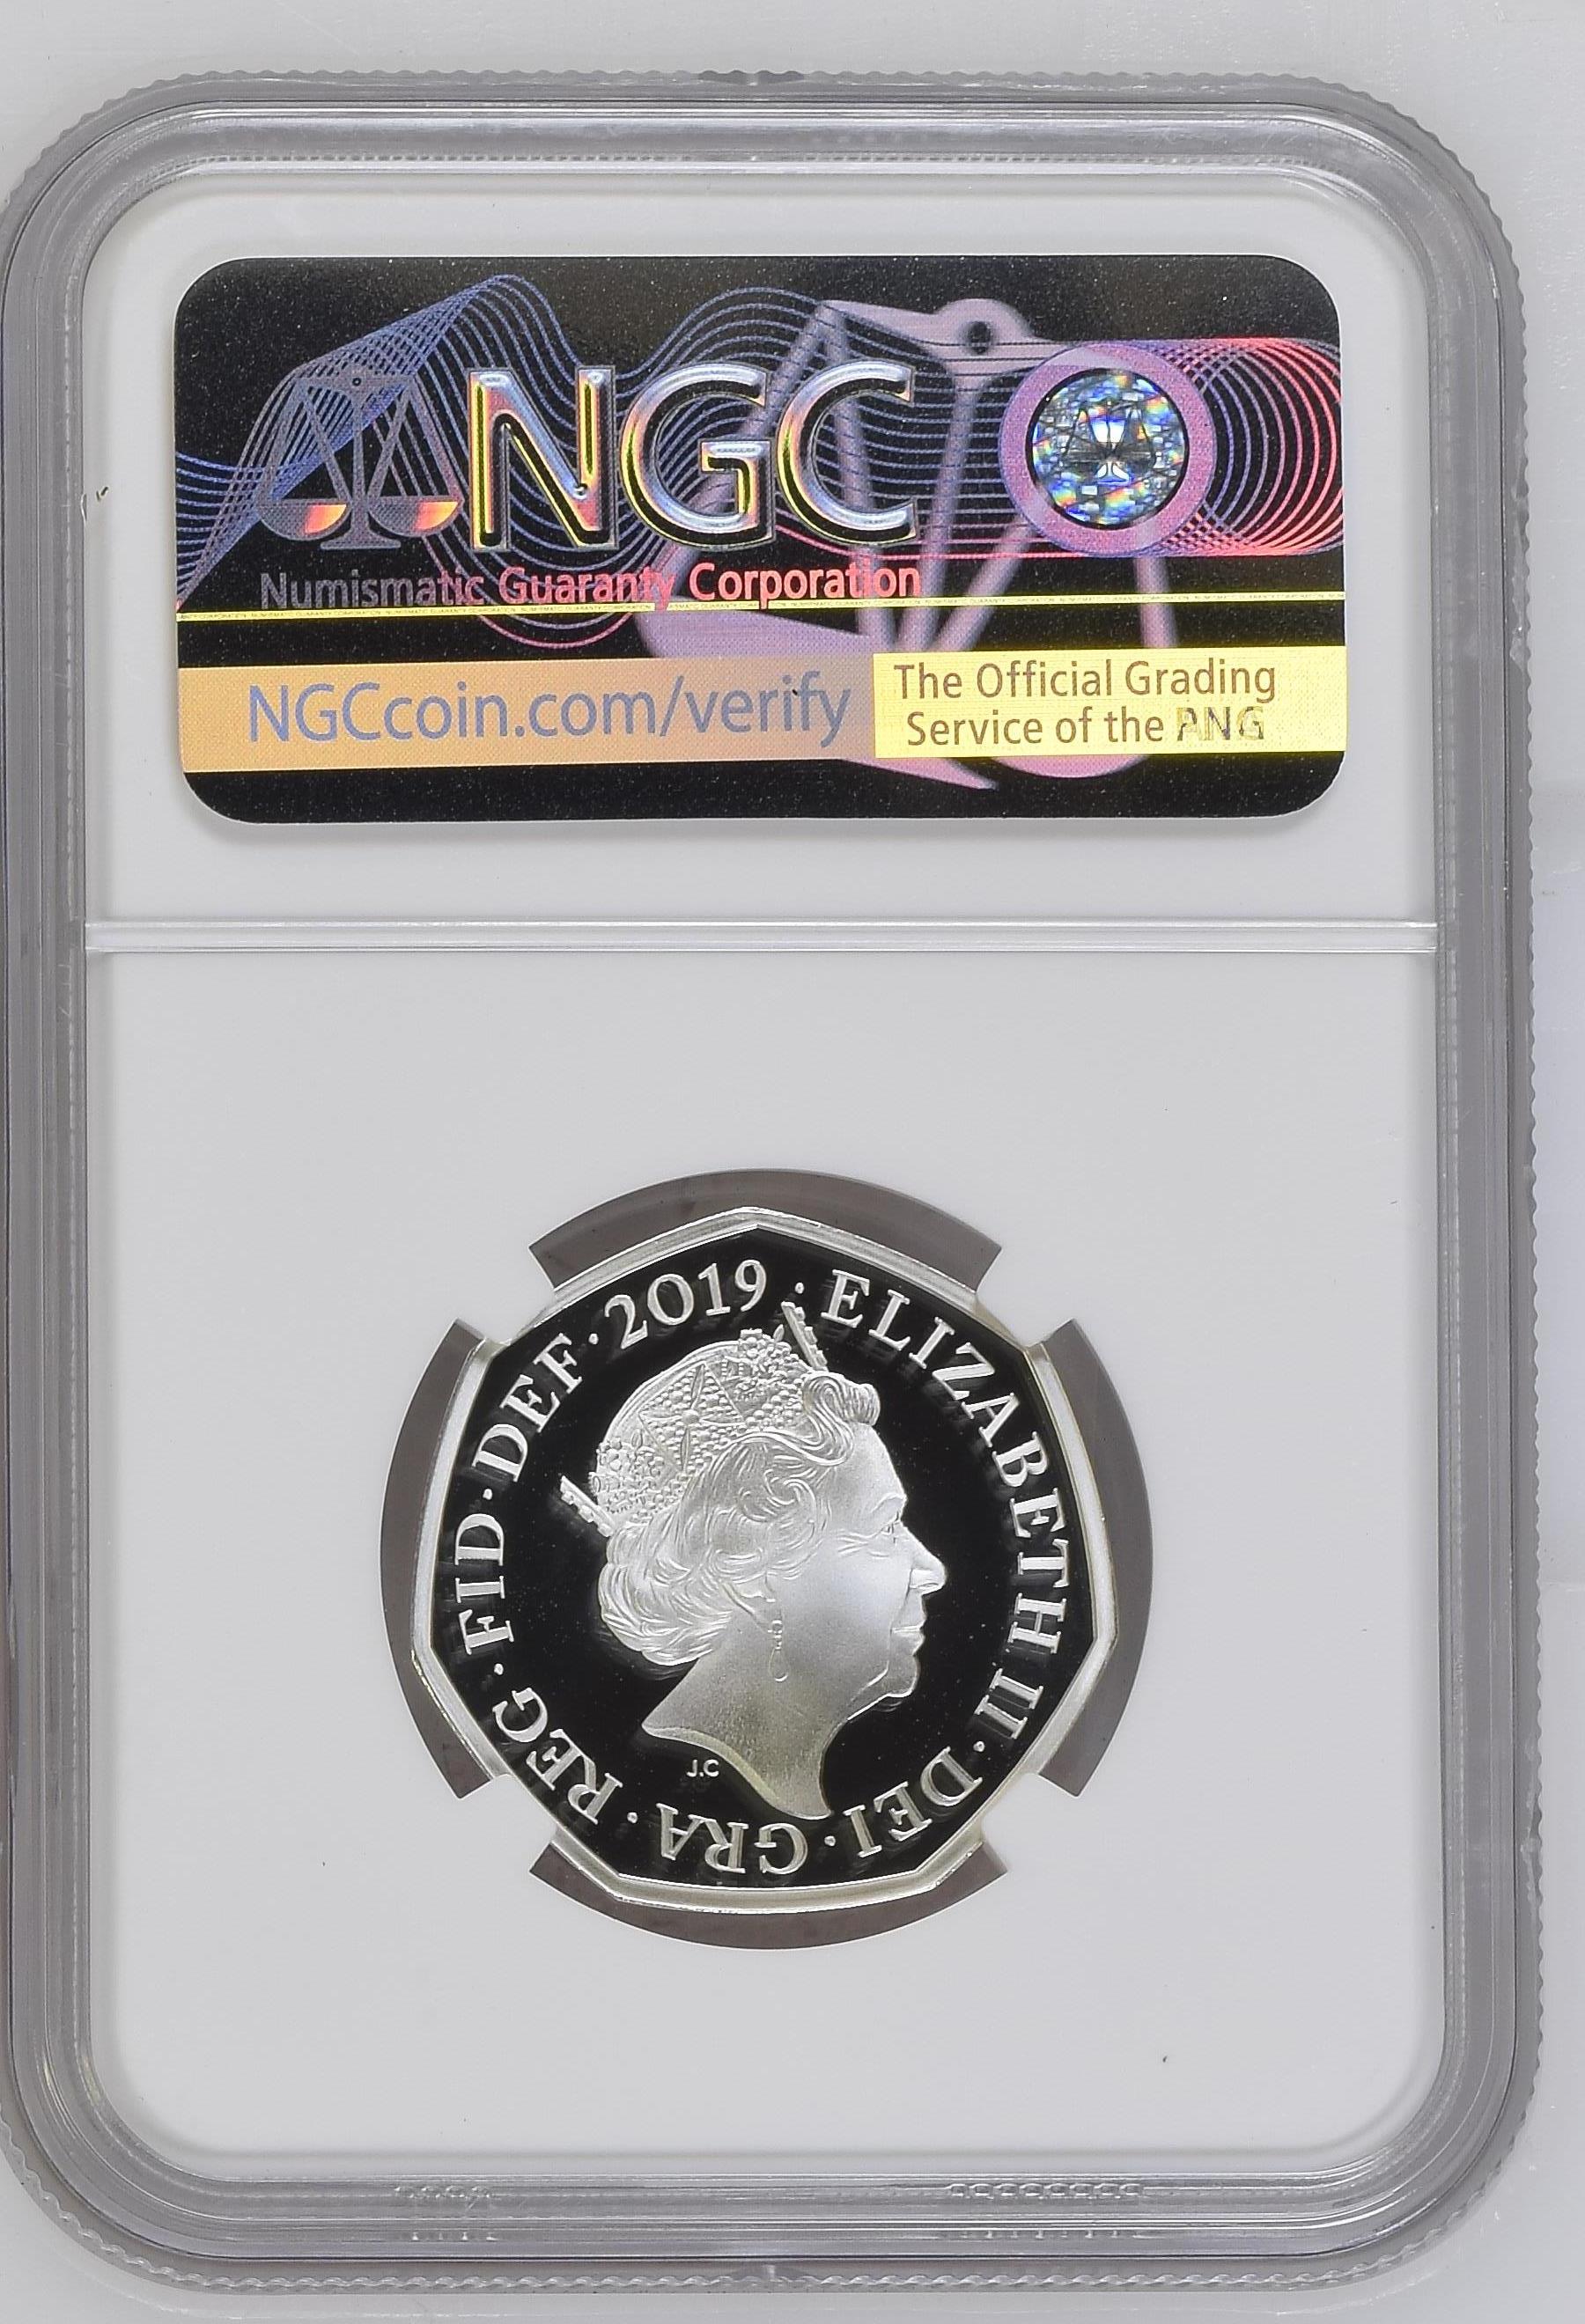 NGC
Numismatic Guaranty Corporation
NGCcoin.com/verify
The Official Grading
Service of the PNG
· ELIZABETH II · DEI · GRA · REG · FID · DEF · 2019
J.C